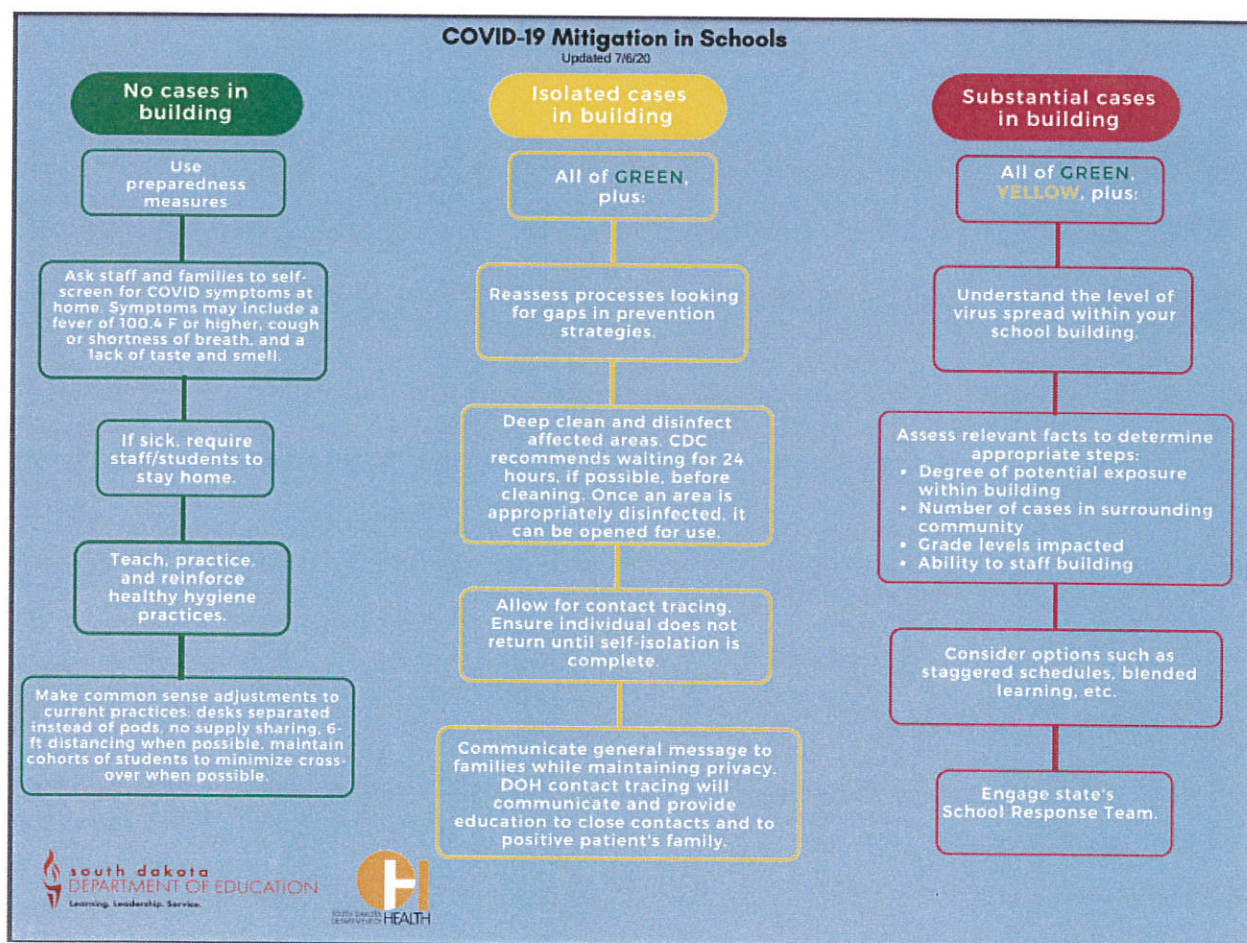 COVID-19 Mitigation in Schools
Updated 7/6/20
No cases in
building
Use
preparedness
measures
Ask staff and families to self-
screen for COVID symptoms at
home. Symptoms may include a
fever of 100.4 F or higher, cough
or shortness of breath, and a
lack of taste and smell.
If sick, require
staff/students to
stay home.
Teach, practice,
and reinforce
healthy hygiene
practices.
Make common sense adjustments to
current practices: desks separated
instead of pods, no supply sharing, 6-
ft distancing when possible, maintain
cohorts of students to minimize cross-
over when possible.
Isolated cases
in building
All of GREEN,
plus:
Reassess processes looking
for gaps in prevention
strategies.
Deep clean and disinfect
affected areas. CDC
recommends waiting for 24
hours, if possible, before
cleaning. Once an area is
appropriately disinfected, it
can be opened for use.
Allow for contact tracing.
Ensure individual does not
return until self-isolation is
complete.
Communicate general message to
families while maintaining privacy.
DOH contact tracing will
communicate and provide
education to close contacts and to
positive patient's family.
Substantial cases
in building
All of GREEN,
YELLOW, plus:
Understand the level of
virus spread within your
school building.
Assess relevant facts to determine
appropriate steps:
• Degree of potential exposure
within building
• Number of cases in surrounding
community
• Grade levels impacted
• Ability to staff building
Consider options such as
staggered schedules, blended
learning, etc.
Engage state's
School Response Team.
south dakota
DEPARTMENT OF EDUCATION
Learning. Leadership. Service.
SOUTH DAKOTA
DEPARTMENT OF HEALTH